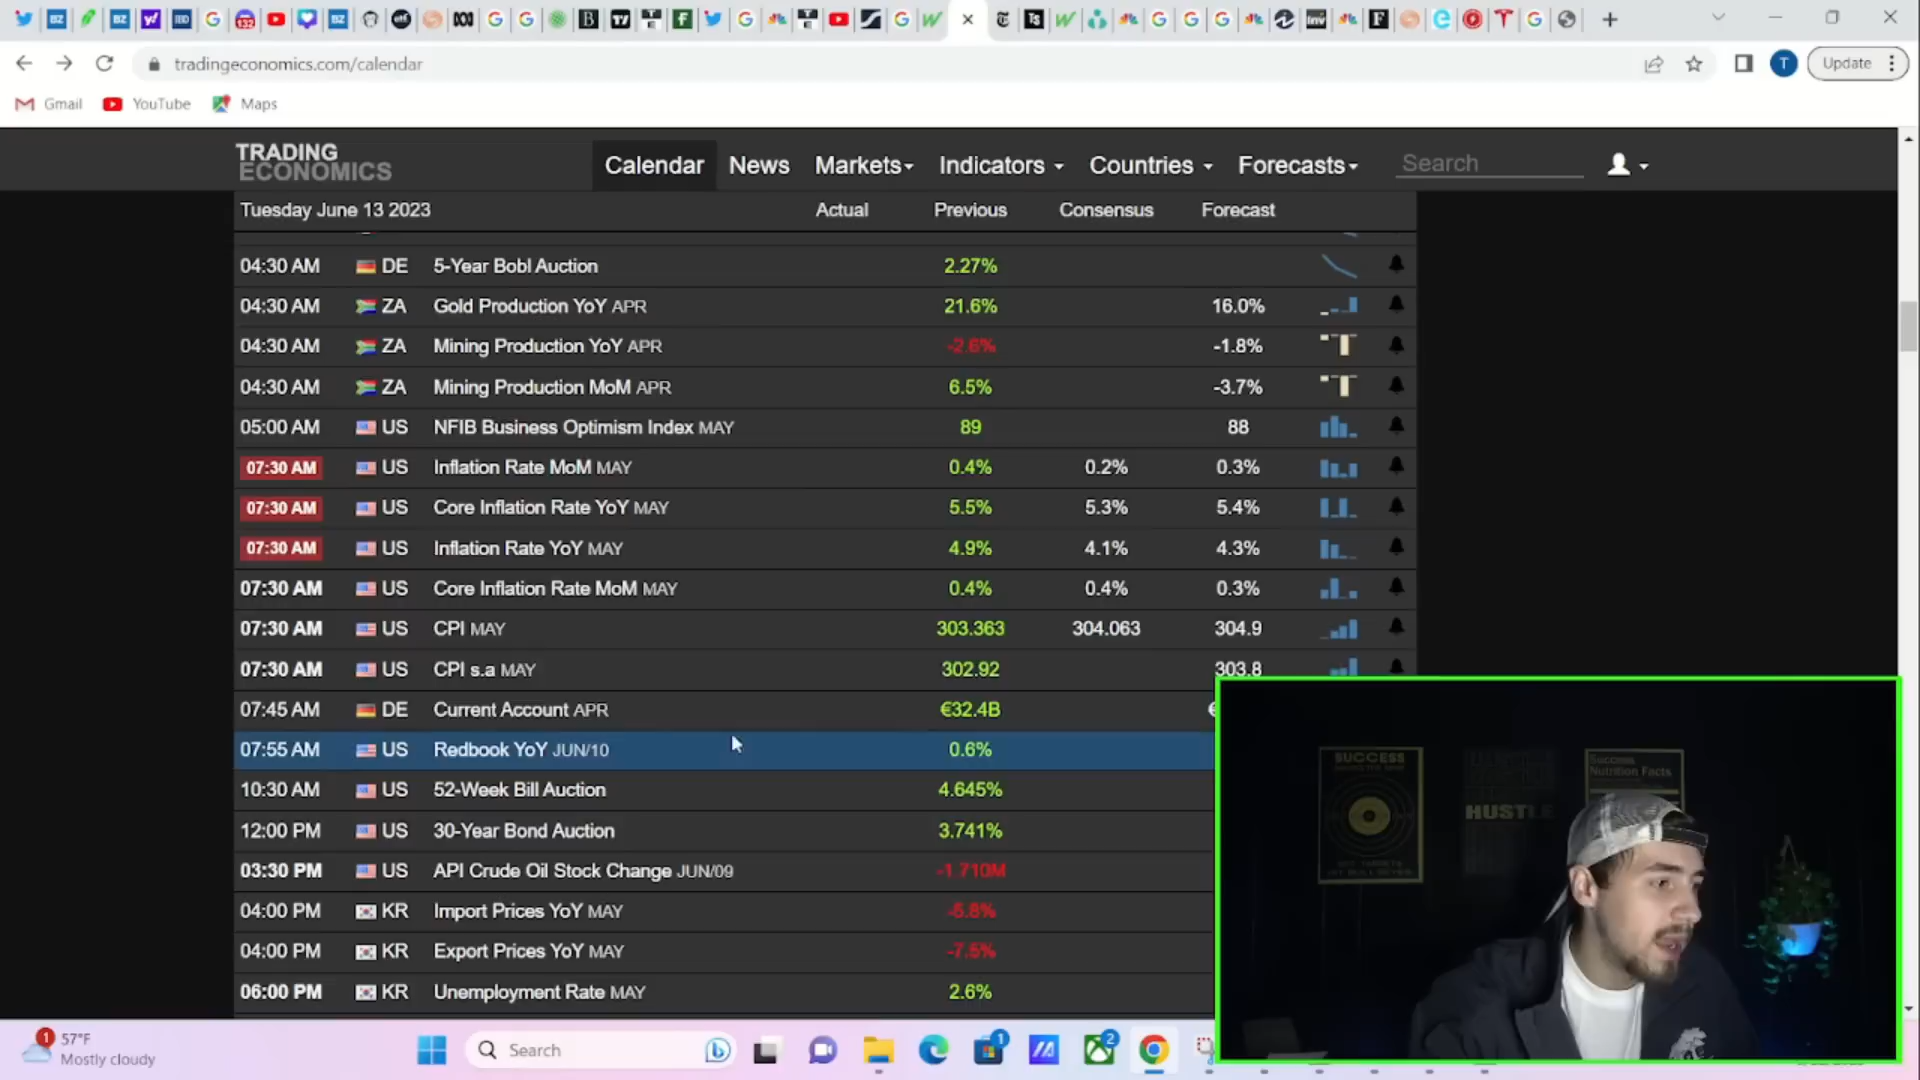 tradingeconomics.com/calendar
Update
Gmail YouTube Maps
TRADING ECONOMICS
Calendar News Markets Indicators Countries Forecasts Search
Tuesday June 13 2023 Actual Previous Consensus Forecast
04:30 AM DE 5-Year Bobl Auction 2.27%
04:30 AM ZA Gold Production YoY APR 21.6% 16.0%
04:30 AM ZA Mining Production YoY APR -2.6% -1.8%
04:30 AM ZA Mining Production MoM APR 6.5% -3.7%
05:00 AM US NFIB Business Optimism Index MAY 89 88
07:30 AM US Inflation Rate MoM MAY 0.4% 0.2% 0.3%
07:30 AM US Core Inflation Rate YoY MAY 5.5% 5.3% 5.4%
07:30 AM US Inflation Rate YoY MAY 4.9% 4.1% 4.3%
07:30 AM US Core Inflation Rate MoM MAY 0.4% 0.4% 0.3%
07:30 AM US CPI MAY 303.363 304.063 304.9
07:30 AM US CPI s.a MAY 302.92 303.8
07:45 AM DE Current Account APR €32.4B €
07:55 AM US Redbook YoY JUN/10 0.6%
10:30 AM US 52-Week Bill Auction 4.645%
12:00 PM US 30-Year Bond Auction 3.741%
03:30 PM US API Crude Oil Stock Change JUN/09 -1.710M
04:00 PM KR Import Prices YoY MAY -5.8%
04:00 PM KR Export Prices YoY MAY -7.5%
06:00 PM KR Unemployment Rate MAY 2.6%
SUCCESS
Success
Nutrition Facts
HUSTLE
1 57°F
Mostly cloudy
Search
1
2